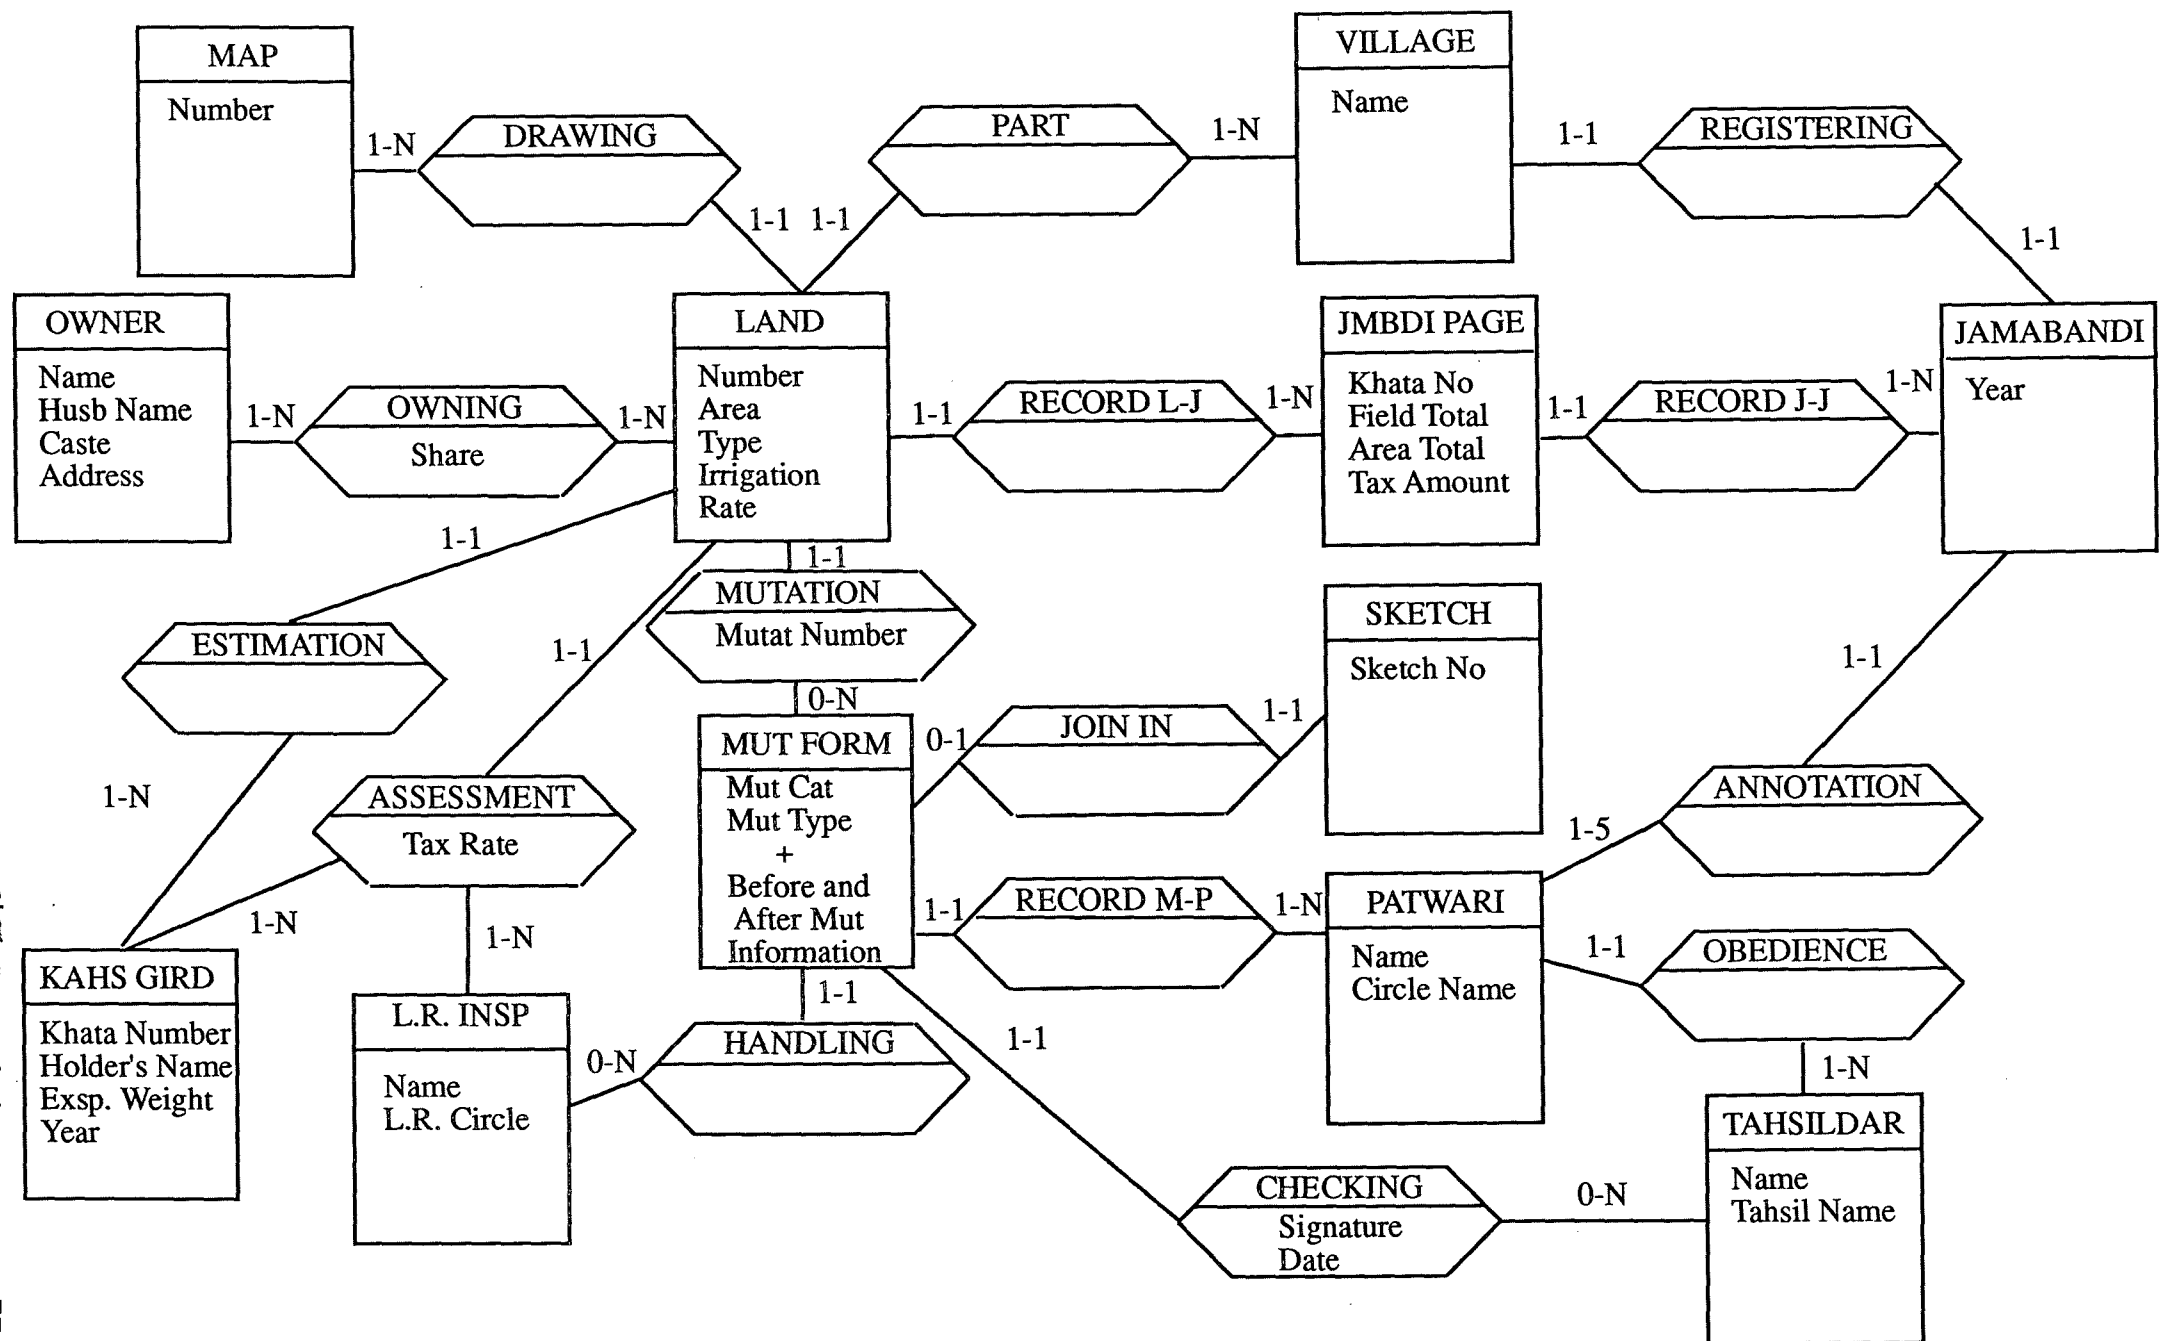 MAP
Number
1-N
DRAWING
1-1
PART
1-1
1-N
VILLAGE
Name
1-1
REGISTERING
1-1
OWNER
Name
Husb Name
Caste
Address
1-N
OWNING
Share
1-N
LAND
Number
Area
Type
Irrigation
Rate
1-1
RECORD L-J
1-N
JMBDI PAGE
Khata No
Field Total
Area Total
Tax Amount
1-1
RECORD J-J
1-N
JAMABANDI
Year
1-1
ESTIMATION
1-N
1-1
ASSESSMENT
Tax Rate
1-N
1-N
1-1
MUTATION
Mutat Number
0-N
MUT FORM
Mut Cat
Mut Type
+
Before and
After Mut
Information
0-1
JOIN IN
1-1
SKETCH
Sketch No
1-1
ANNOTATION
1-5
1-1
RECORD M-P
1-N
PATWARI
Name
Circle Name
1-1
OBEDIENCE
1-N
KAHS GIRD
Khata Number
Holder's Name
Exsp. Weight
Year
L.R. INSP
Name
L.R. Circle
0-N
HANDLING
1-1
1-1
CHECKING
Signature
Date
0-N
TAHSILDAR
Name
Tahsil Name